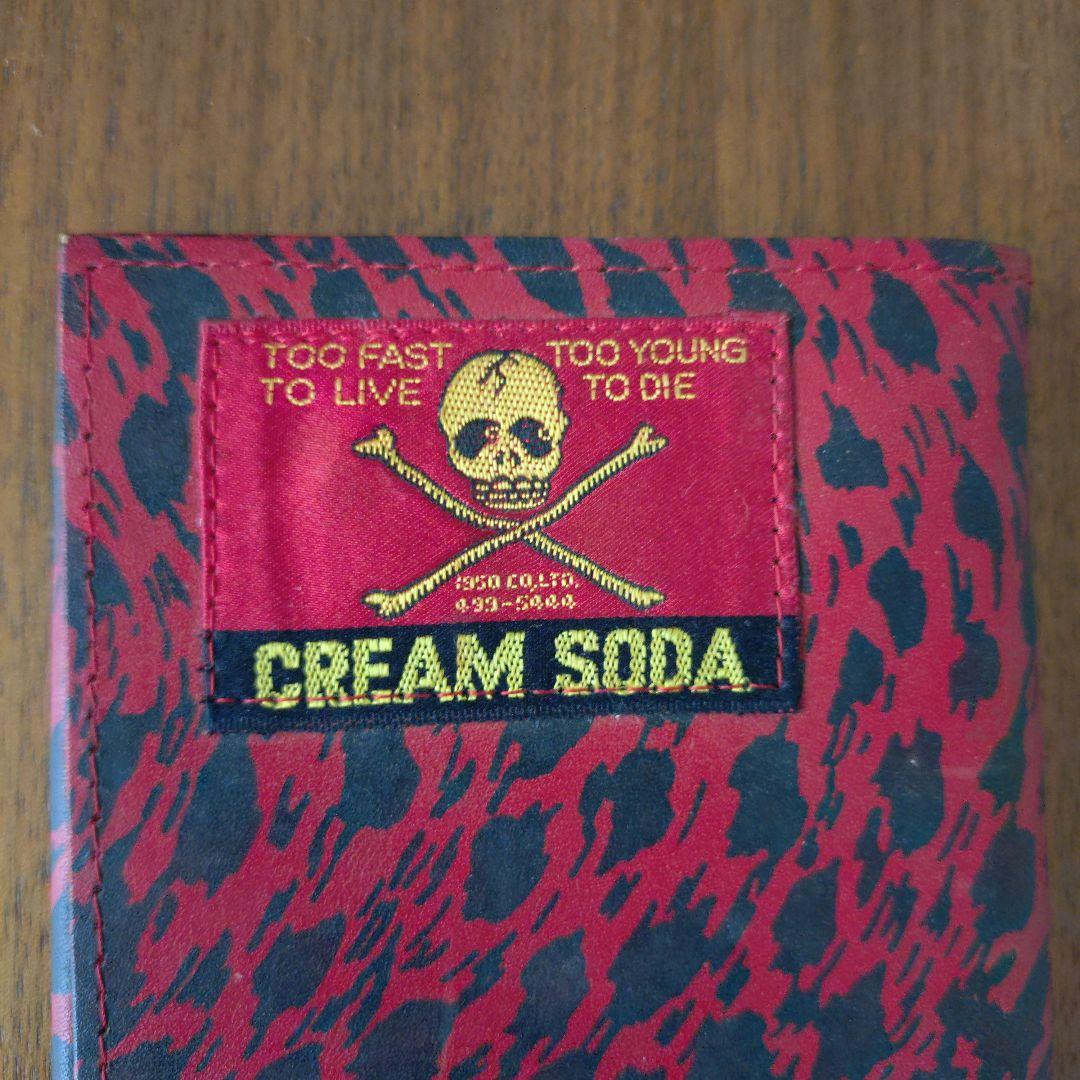 TOO FAST TOO YOUNG
TO LIVE TO DIE
1950 CO,LTD.
499-5444
CREAM SODA